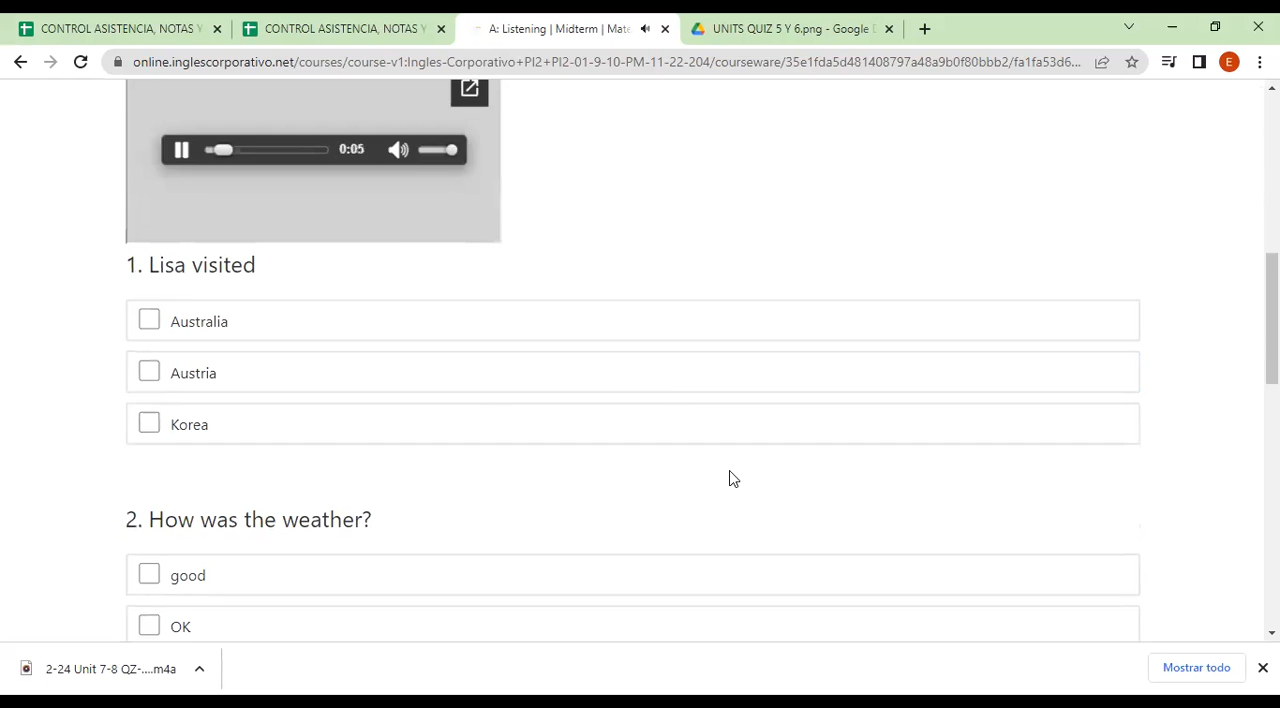 CONTROL ASISTENCIA, NOTAS Y
CONTROL ASISTENCIA, NOTAS Y
A: Listening | Midterm | Mate
UNITS QUIZ 5 Y 6.png - Google
online.inglescorporativo.net/courses/course-v1:Ingles-Corporativo+PI2+PI2-01-9-10-PM-11-22-204/courseware/35e1fda5d481408797a48a9b0f80bbb2/fa1fa53d6...
E
0:05
1. Lisa visited
Australia
Austria
Korea
2. How was the weather?
good
OK
2-24 Unit 7-8 QZ-....m4a
Mostrar todo